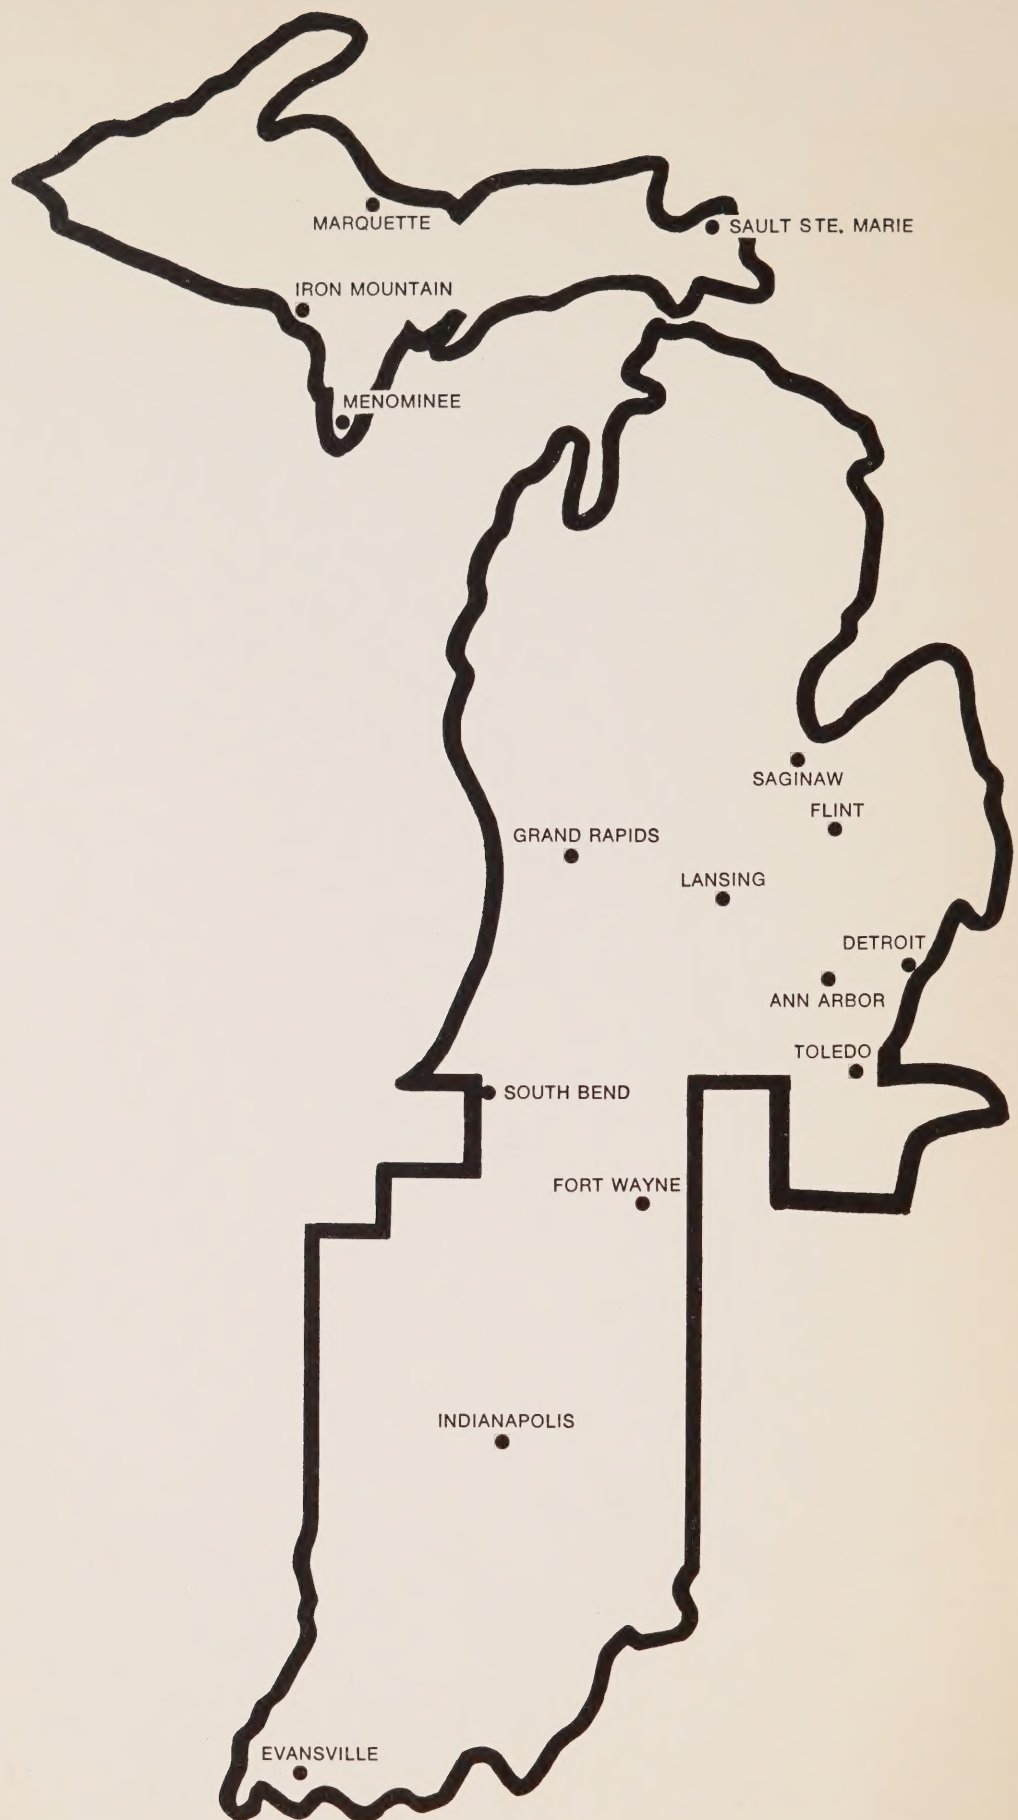 MARQUETTE
SAULT STE. MARIE
IRON MOUNTAIN
MENOMINEE
SAGINAW
FLINT
GRAND RAPIDS
LANSING
DETROIT
ANN ARBOR
TOLEDO
SOUTH BEND
FORT WAYNE
INDIANAPOLIS
EVANSVILLE